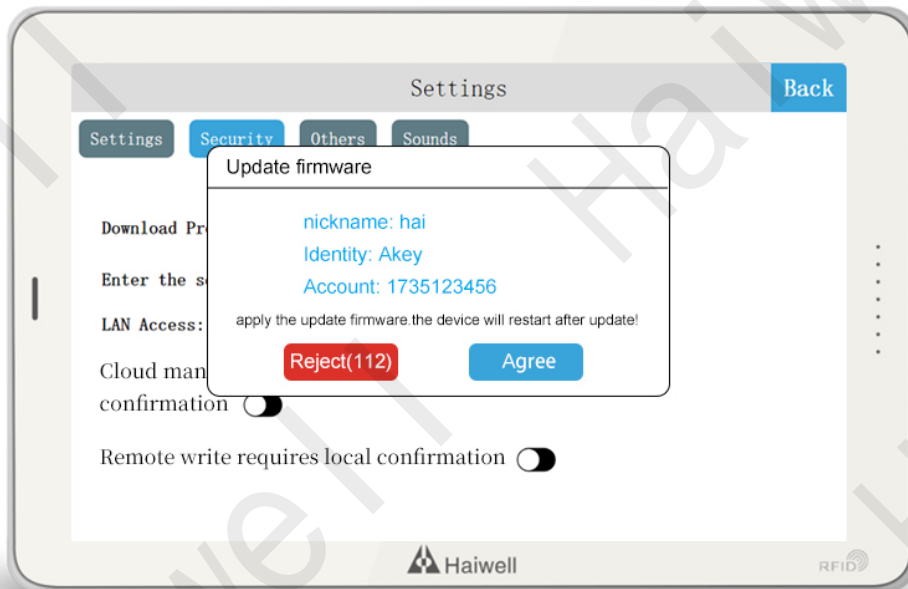 Settings
Back
Settings
Security
Others
Sounds
Update firmware
nickname: hai
Identity: Akey
Account: 1735123456
apply the update firmware.the device will restart after update!
Reject(112)
Agree
Download Pr
Enter the s
LAN Access:
Cloud man
confirmation
Remote write requires local confirmation
Haiwell
RFID